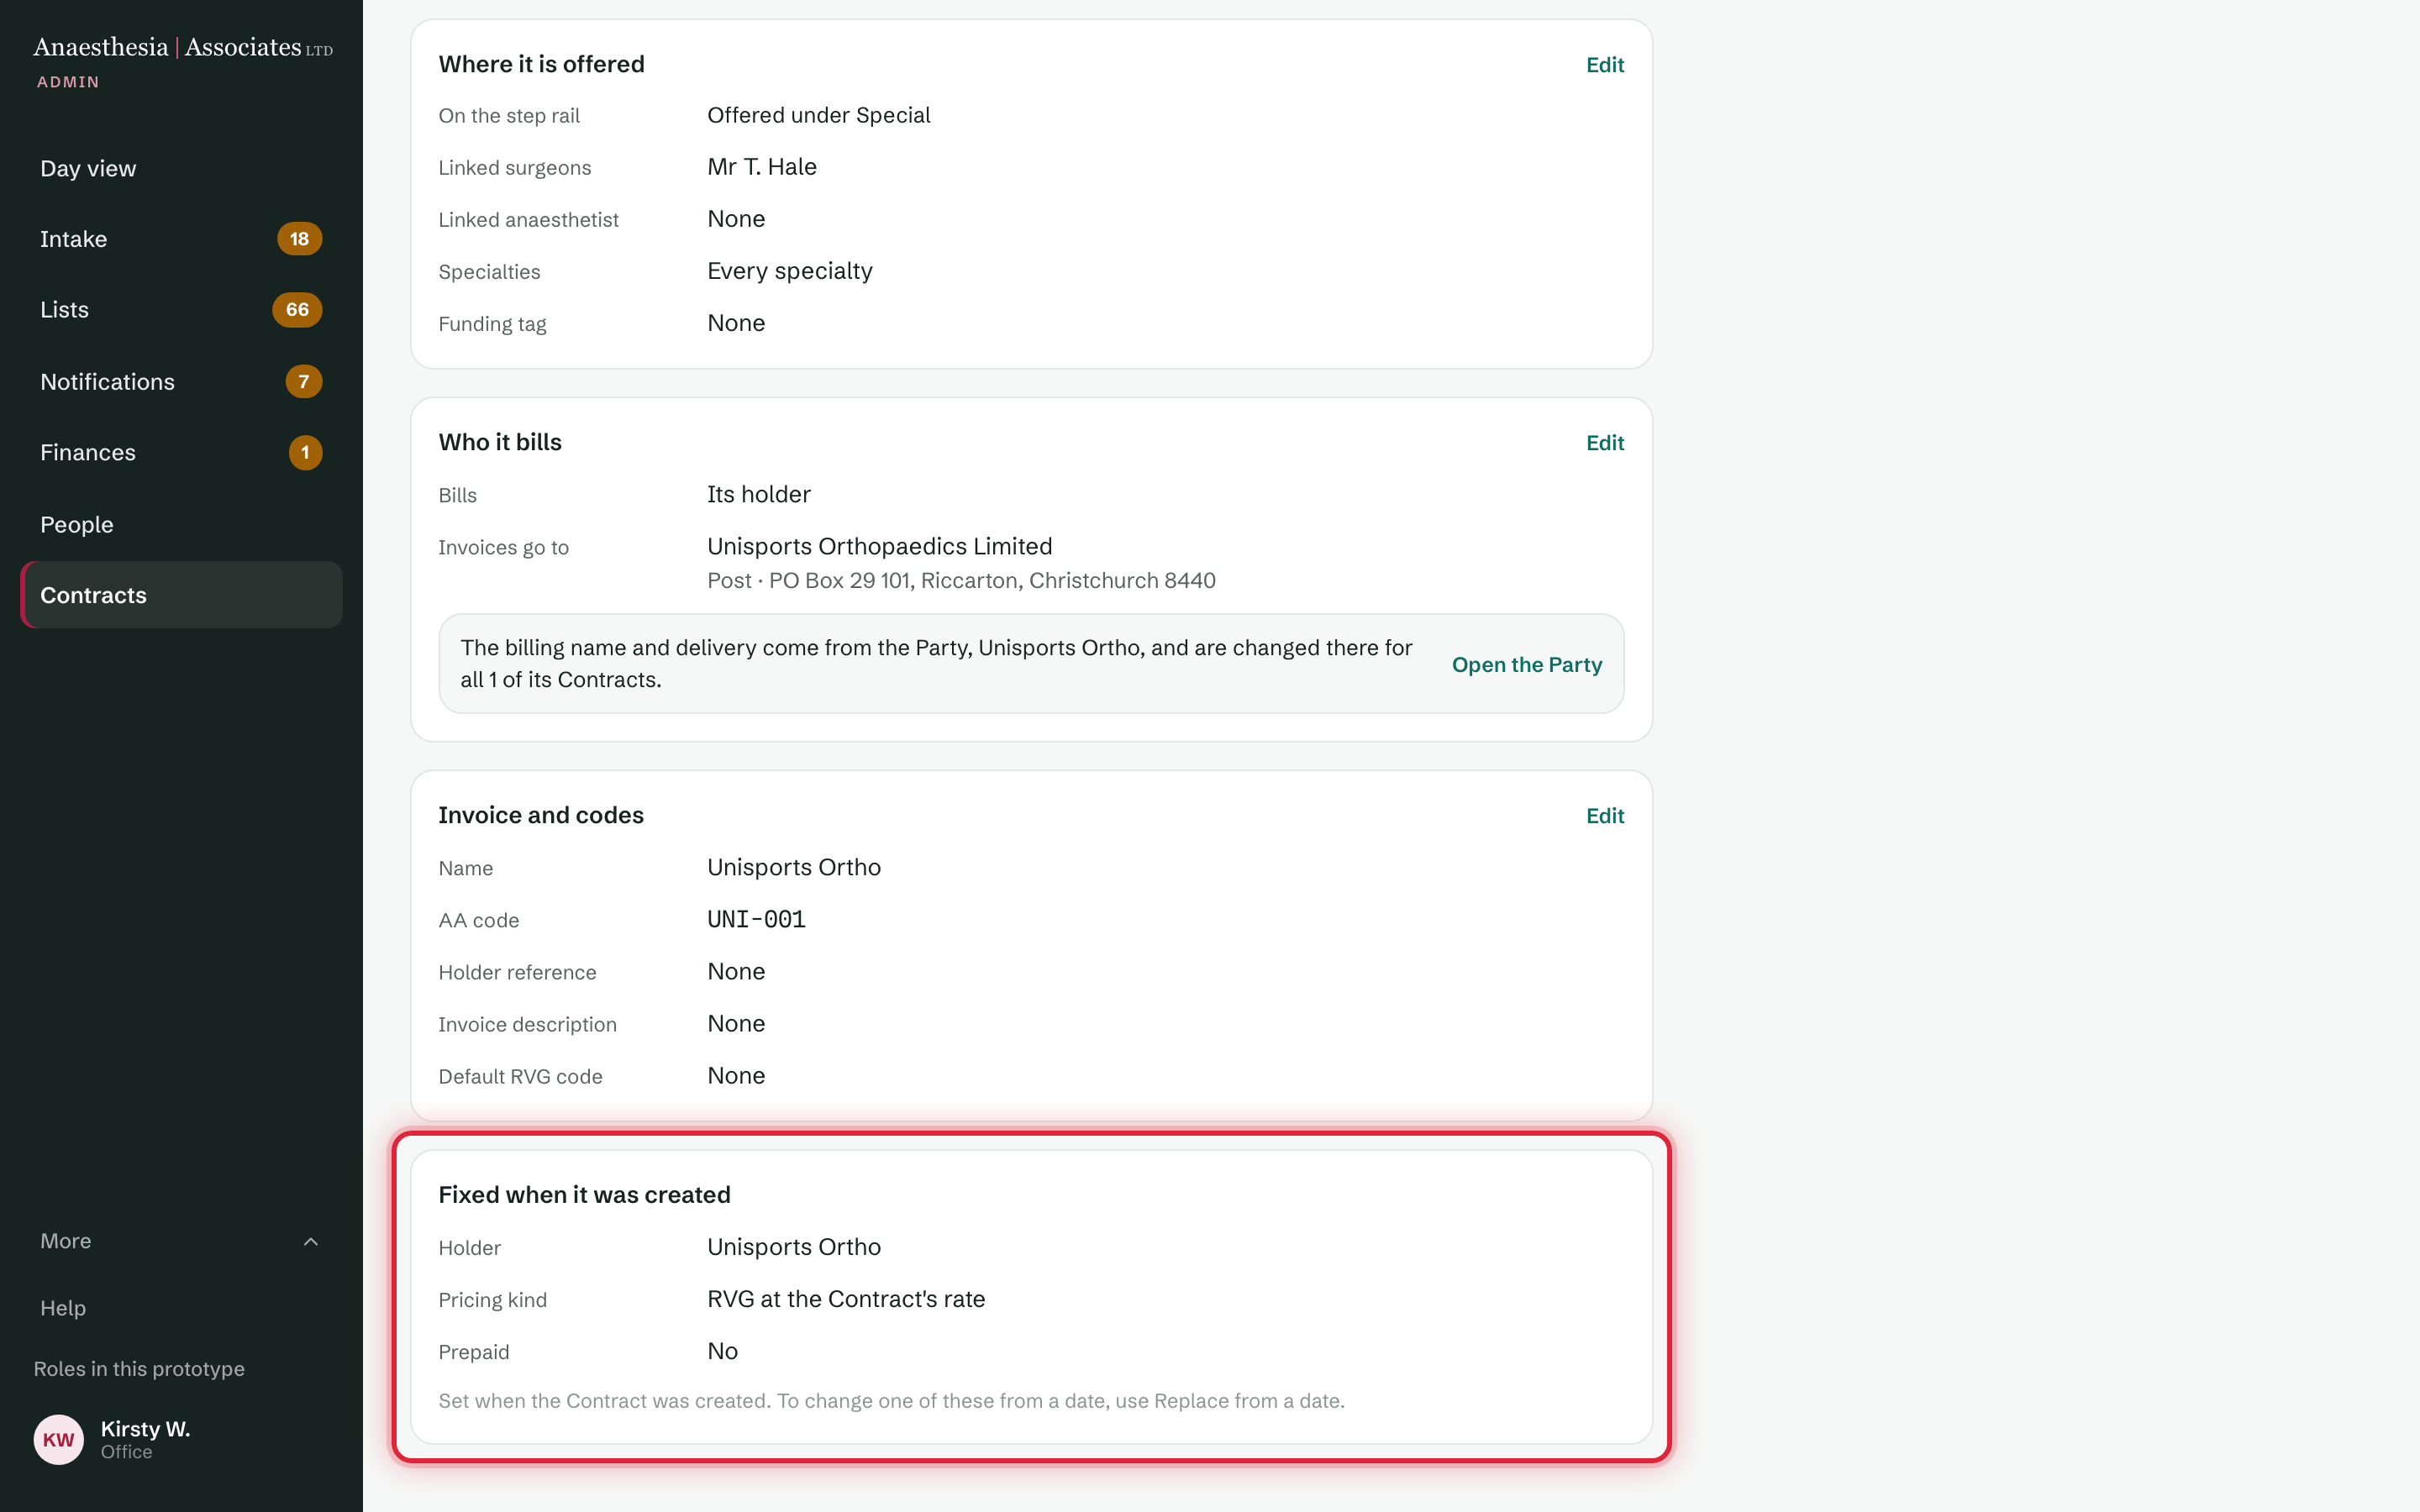 Anaesthesia | Associates LTD
ADMIN
Day view
Intake 18
Lists 66
Notifications 7
Finances 1
People
Contracts
More
Help
Roles in this prototype
KW
Kirsty W.
Office
Where it is offered Edit
On the step rail Offered under Special
Linked surgeons Mr T. Hale
Linked anaesthetist None
Specialties Every specialty
Funding tag None
Who it bills Edit
Bills Its holder
Invoices go to Unisports Orthopaedics Limited
Post · PO Box 29 101, Riccarton, Christchurch 8440
The billing name and delivery come from the Party, Unisports Ortho, and are changed there for
all 1 of its Contracts.
Open the Party
Invoice and codes Edit
Name Unisports Ortho
AA code UNI-001
Holder reference None
Invoice description None
Default RVG code None
Fixed when it was created
Holder Unisports Ortho
Pricing kind RVG at the Contract's rate
Prepaid No
Set when the Contract was created. To change one of these from a date, use Replace from a date.